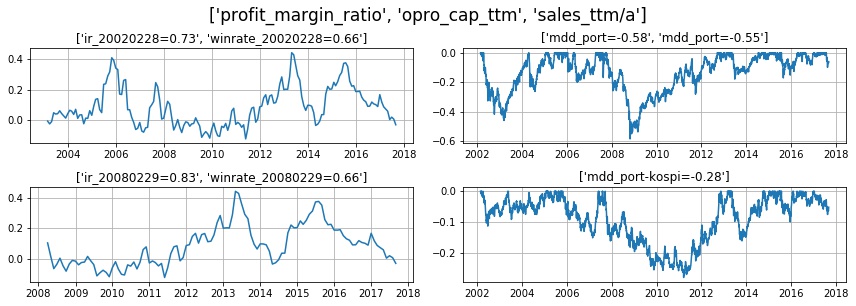 ['profit_margin_ratio', 'opro_cap_ttm', 'sales_ttm/a']
['ir_20020228=0.73', 'winrate_20020228=0.66']
0.4
0.2
0.0
2004 2006 2008 2010 2012 2014 2016 2018
['mdd_port=-0.58', 'mdd_port=-0.55']
0.0
−0.2
−0.4
−0.6
2002 2004 2006 2008 2010 2012 2014 2016 2018
['ir_20080229=0.83', 'winrate_20080229=0.66']
0.4
0.2
0.0
2008 2009 2010 2011 2012 2013 2014 2015 2016 2017 2018
['mdd_port-kospi=-0.28']
0.0
−0.1
−0.2
2002 2004 2006 2008 2010 2012 2014 2016 2018